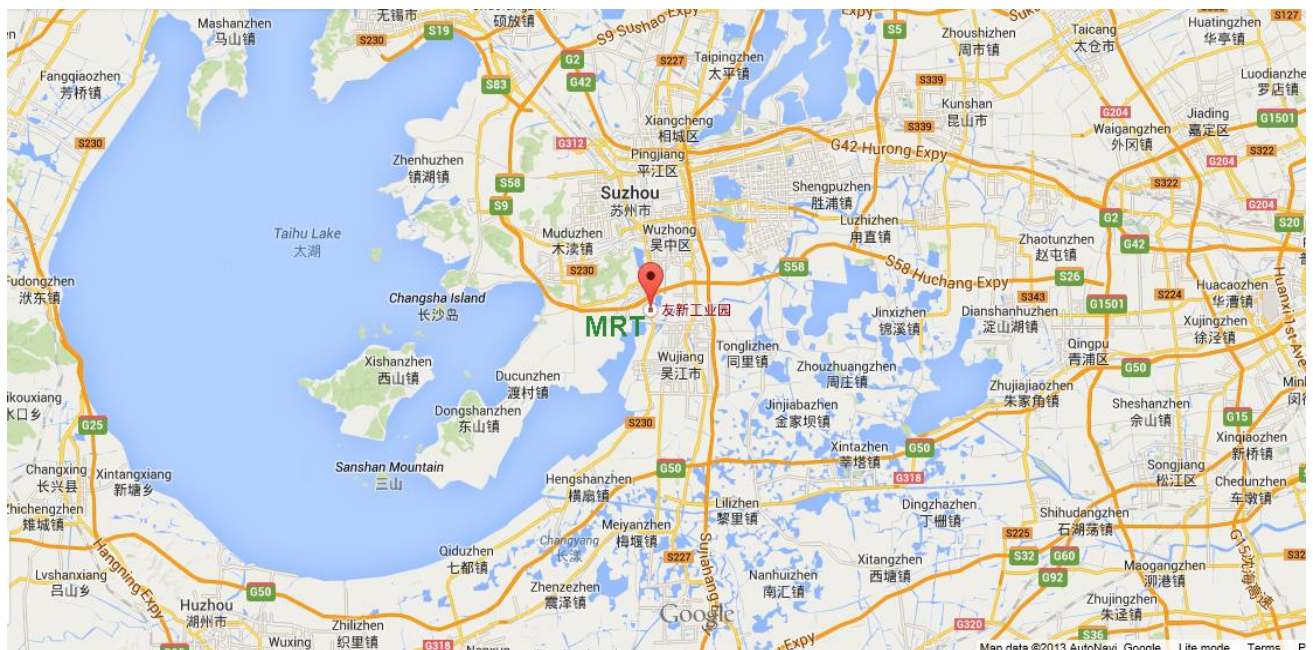 Mashanzhen
马山镇
无锡市
硕放镇
S19
S230
S9 Sushao Expy
Expy
S5
S127
Taicang
太仓市
Huatingzhen
华亭镇
Zhoushizhen
周市镇
G2
G42
S227
Taipingzhen
太平镇
S83
S339
Fangqiaozhen
芳桥镇
Luodianzhen
罗店镇
Kunshan
昆山市
G204
Jiading
嘉定区
G1501
Xiangcheng
相城区
S339
Waigangzhen
外冈镇
S230
G312
G42 Hurong Expy
S322
Pingjiang
平江区
Zhenhuzhen
镇湖镇
G204
S58
Suzhou
苏州市
Shengpuzhen
胜浦镇
S322
S9
G204
Taihu Lake
太湖
Wuzhong
吴中区
Luzhizhen
甪直镇
G2
S20
Muduzhen
木渎镇
G42
Zhaotunzhen
赵屯镇
S230
S58
S58 Huchang Expy
S26
Fudongzhen
洑东镇
Changsha Island
长沙岛
S343
G1501
S224
Huacaozhen
华漕镇
友新工业园
MRT
Jinxizhen
锦溪镇
Dianshanhuzhen
淀山湖镇
Xujingzhen
徐泾镇
Huanxi 1st Ave
Tonglizhen
同里镇
Qingpu
青浦区
Xishanzhen
西山镇
Wujiang
吴江市
Zhouzhuangzhen
周庄镇
G50
Ducunzhen
渡村镇
Zhujiajiaozhen
朱家角镇
Dongshanzhen
东山镇
Jinjiabazhen
金家坝镇
Sheshanzhen
佘山镇
G15
G25
S230
Xintazhen
莘塔镇
G50
Xinqiaozhen
新桥镇
Sanshan Mountain
三山
G50
G318
Songjiang
松江区
Changxing
长兴县
Xintangxiang
新塘乡
Hengshanzhen
横扇镇
Chedunzhen
车墩镇
Lilizhen
黎里镇
Dingzhazhen
丁栅镇
Zhichengzhen
雉城镇
Shihudangzhen
石湖荡镇
Meiyanzhen
梅堰镇
S225
Changyang
长漾
G15沈海高速
Hangning Expy
Qiduzhen
七都镇
S227
Sujiahang Expy
Xitangzhen
西塘镇
S32
G60
Maogangzhen
泖港镇
Lvshanxiang
吕山乡
G50
Zhenzezhen
震泽镇
Nanhuizhen
南汇镇
G92
Zhujingzhen
朱泾镇
Huzhou
湖州市
Zhilizhen
织里镇
Google
G320
S36
Wuxing
G318
Expy
Map data ©2013 AutoNavi, Google
Lite mode
Terms